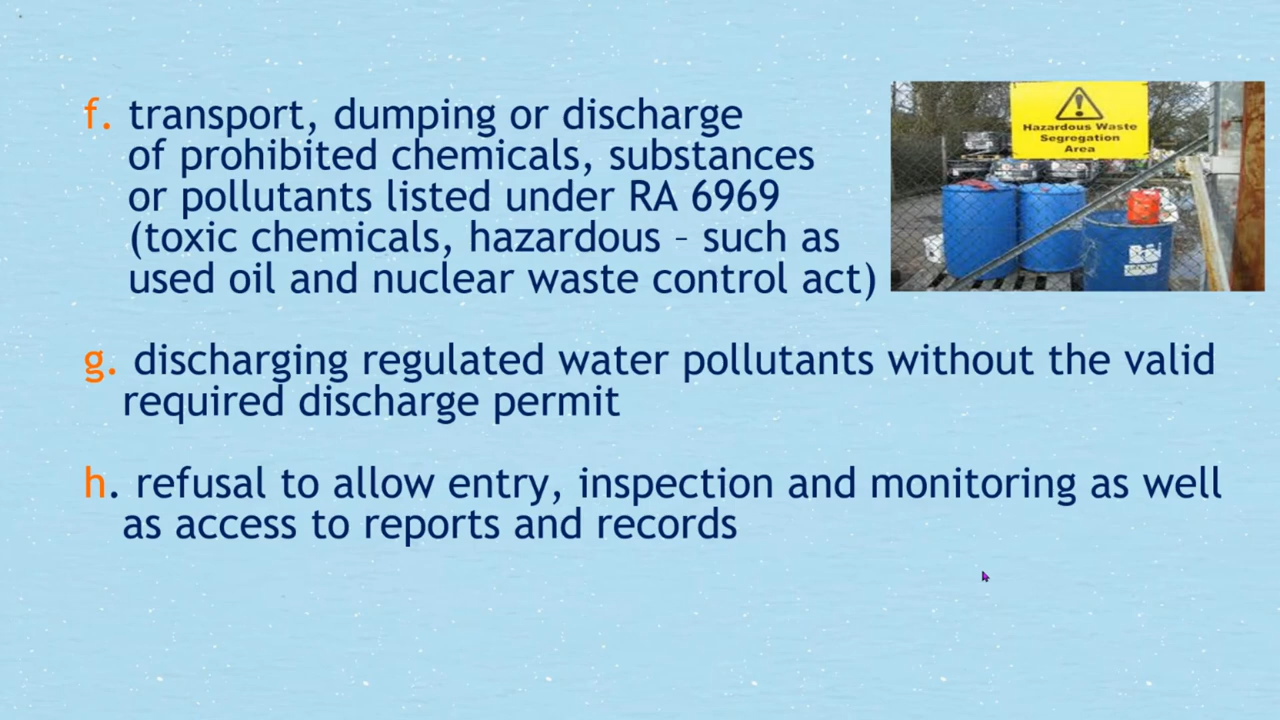 f. transport, dumping or discharge
of prohibited chemicals, substances
or pollutants listed under RA 6969
(toxic chemicals, hazardous – such as
used oil and nuclear waste control act)
Hazardous Waste
Segregation
Area
g. discharging regulated water pollutants without the valid
required discharge permit
h. refusal to allow entry, inspection and monitoring as well
as access to reports and records